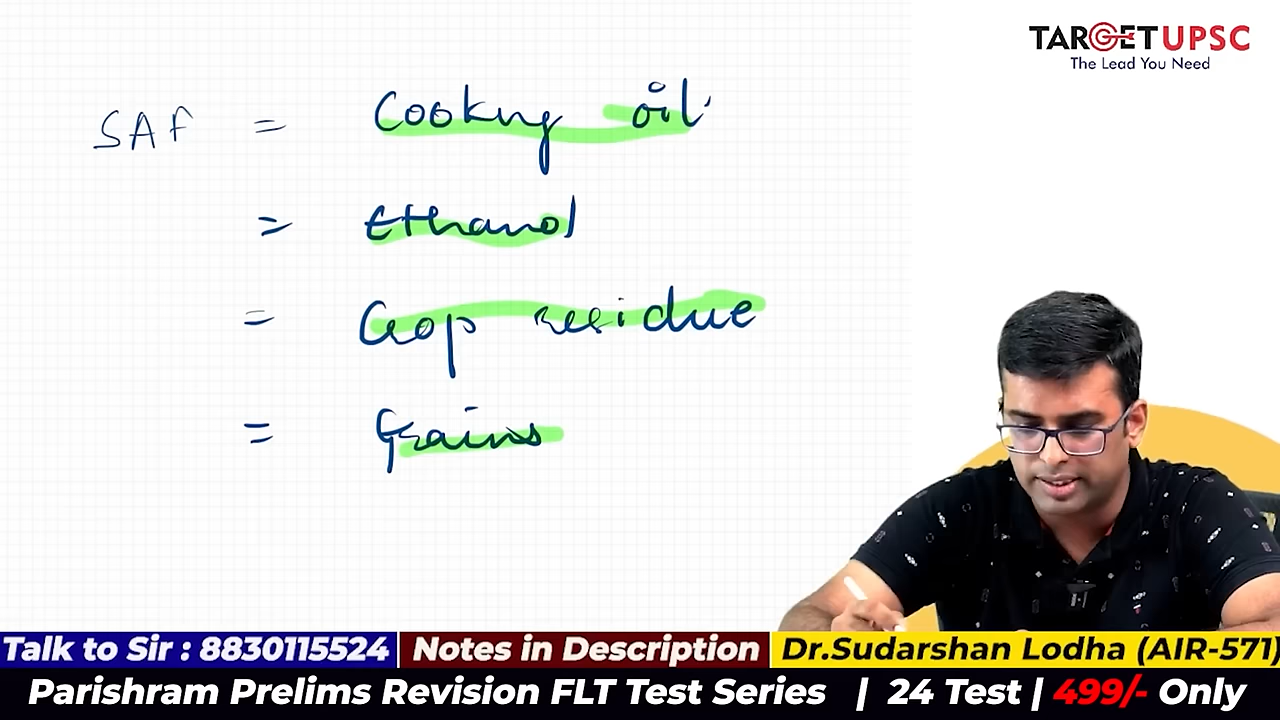 TARGETUPSC
The Lead You Need
SAF = Cooking oil
= Ethanol
= Crop residue
= Grains
Talk to Sir : 8830115524 Notes in Description Dr.Sudarshan Lodha (AIR-571)
Parishram Prelims Revision FLT Test Series | 24 Test | 499/- Only